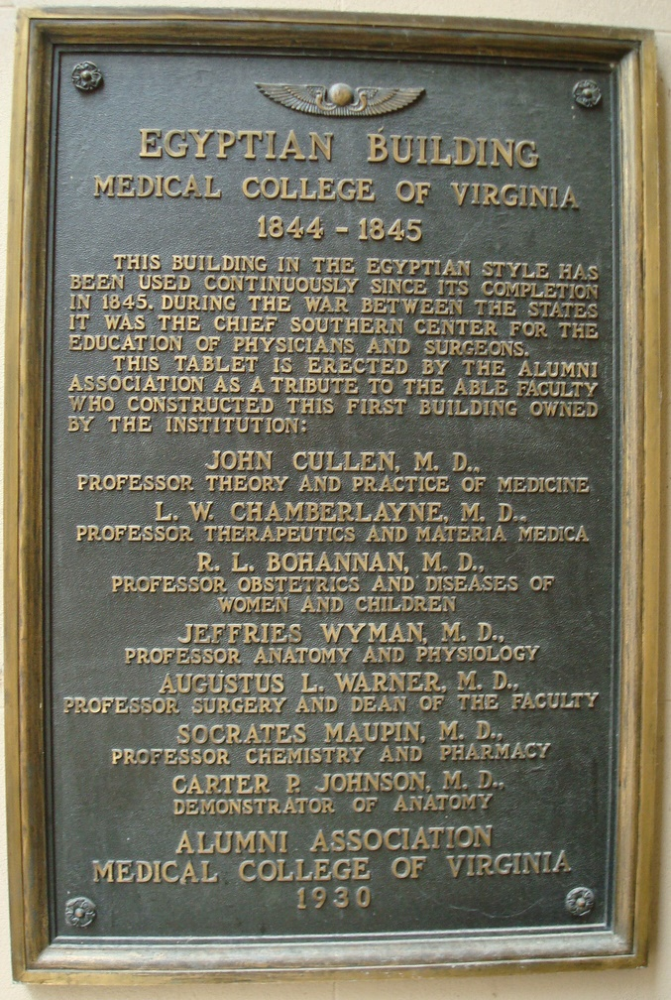 EGYPTIAN BUILDING
MEDICAL COLLEGE OF VIRGINIA
1844 - 1845
THIS BUILDING IN THE EGYPTIAN STYLE HAS
BEEN USED CONTINUOUSLY SINCE ITS COMPLETION
IN 1845. DURING THE WAR BETWEEN THE STATES
IT WAS THE CHIEF SOUTHERN CENTER FOR THE
EDUCATION OF PHYSICIANS AND SURGEONS.
THIS TABLET IS ERECTED BY THE ALUMNI
ASSOCIATION AS A TRIBUTE TO THE ABLE FACULTY
WHO CONSTRUCTED THIS FIRST BUILDING OWNED
BY THE INSTITUTION:
JOHN CULLEN, M. D.,
PROFESSOR THEORY AND PRACTICE OF MEDICINE
L. W. CHAMBERLAYNE, M. D.,
PROFESSOR THERAPEUTICS AND MATERIA MEDICA
R. L. BOHANNAN, M. D.,
PROFESSOR OBSTETRICS AND DISEASES OF
WOMEN AND CHILDREN
JEFFRIES WYMAN, M. D.,
PROFESSOR ANATOMY AND PHYSIOLOGY
AUGUSTUS L. WARNER, M. D.,
PROFESSOR SURGERY AND DEAN OF THE FACULTY
SOCRATES MAUPIN, M. D.,
PROFESSOR CHEMISTRY AND PHARMACY
CARTER P. JOHNSON, M. D.,
DEMONSTRATOR OF ANATOMY
ALUMNI ASSOCIATION
MEDICAL COLLEGE OF VIRGINIA
1930